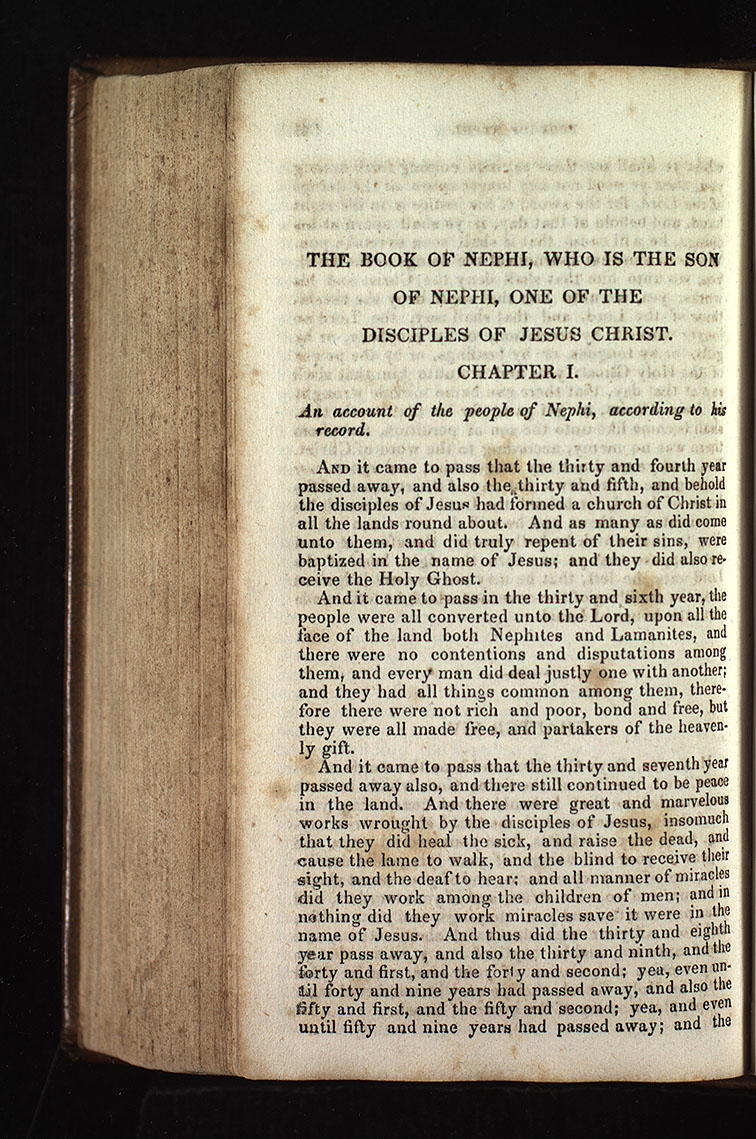 THE BOOK OF NEPHI, WHO IS THE SON
OF NEPHI, ONE OF THE
DISCIPLES OF JESUS CHRIST.
CHAPTER I.
An account of the people of Nephi, according to his
record.
AND it came to pass that the thirty and fourth year
passed away, and also the thirty and fifth, and behold
the disciples of Jesus had formed a church of Christ in
all the lands round about. And as many as did come
unto them, and did truly repent of their sins, were
baptized in the name of Jesus; and they did also re-
ceive the Holy Ghost.
And it came to pass in the thirty and sixth year, the
people were all converted unto the Lord, upon all the
face of the land both Nephites and Lamanites, and
there were no contentions and disputations among
them, and every man did deal justly one with another;
and they had all things common among them, there-
fore there were not rich and poor, bond and free, but
they were all made free, and partakers of the heaven-
ly gift.
And it came to pass that the thirty and seventh year
passed away also, and there still continued to be peace
in the land. And there were great and marvelous
works wrought by the disciples of Jesus, insomuch
that they did heal the sick, and raise the dead, and
cause the lame to walk, and the blind to receive their
sight, and the deaf to hear; and all manner of miracles
did they work among the children of men; and in
nothing did they work miracles save it were in the
name of Jesus. And thus did the thirty and eighth
year pass away, and also the thirty and ninth, and the
forty and first, and the forty and second; yea, even un-
til forty and nine years had passed away, and also the
fifty and first, and the fifty and second; yea, and even
until fifty and nine years had passed away; and the